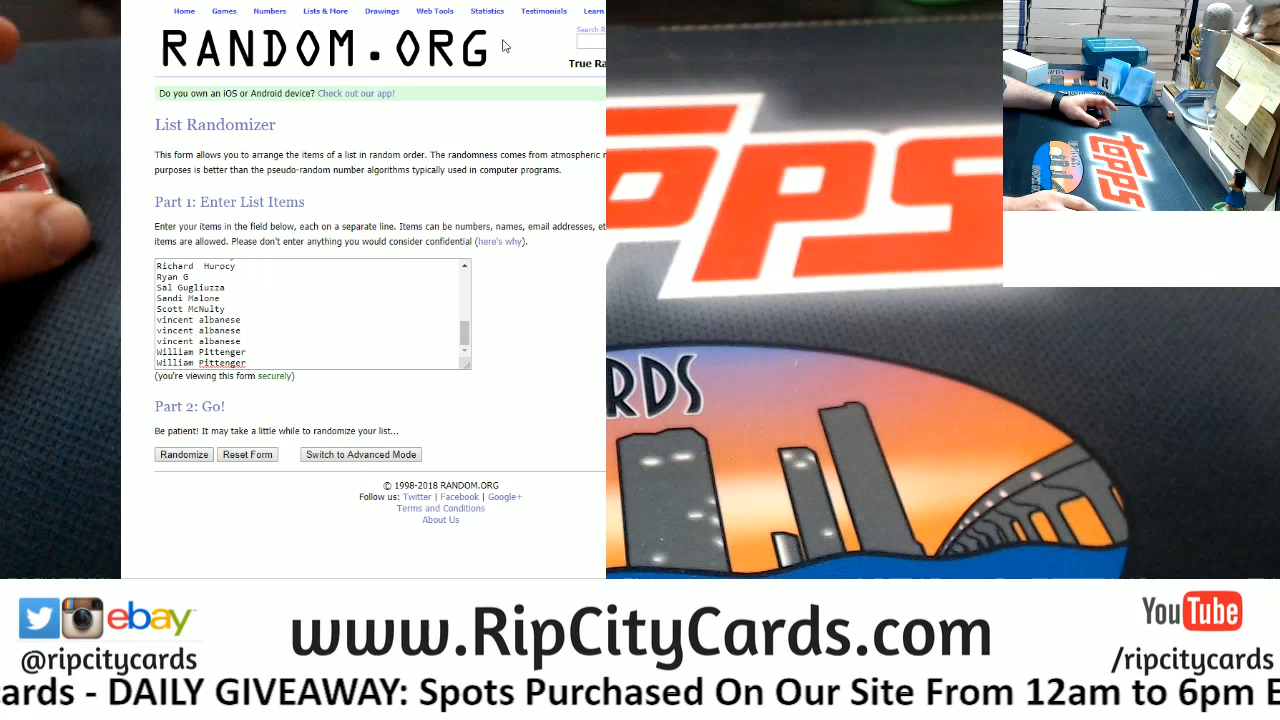 Home Games Numbers Lists & More Drawings Web Tools Statistics Testimonials Learn
RANDOM.ORG
Search R
True Ra
Do you own an iOS or Android device? Check out our app!
List Randomizer
This form allows you to arrange the items of a list in random order. The randomness comes from atmospheric n
purposes is better than the pseudo-random number algorithms typically used in computer programs.
Part 1: Enter List Items
Enter your items in the field below, each on a separate line. Items can be numbers, names, email addresses, et
items are allowed. Please don't enter anything you would consider confidential (here's why).
Richard Hurocy
Ryan G
Sal Gugliuzza
Sandi Malone
Scott McNulty
vincent albanese
vincent albanese
vincent albanese
William Pittenger
William Pittenger
(you're viewing this form securely)
Part 2: Go!
Be patient! It may take a little while to randomize your list...
Randomize Reset Form Switch to Advanced Mode
© 1998-2018 RANDOM.ORG
Follow us: Twitter | Facebook | Google+
Terms and Conditions
About Us
PPS
RDS
topps
ebay
@ripcitycards
www.RipCityCards.com
YouTube
/ripcitycards
cards - DAILY GIVEAWAY: Spots Purchased On Our Site From 12am to 6pm E